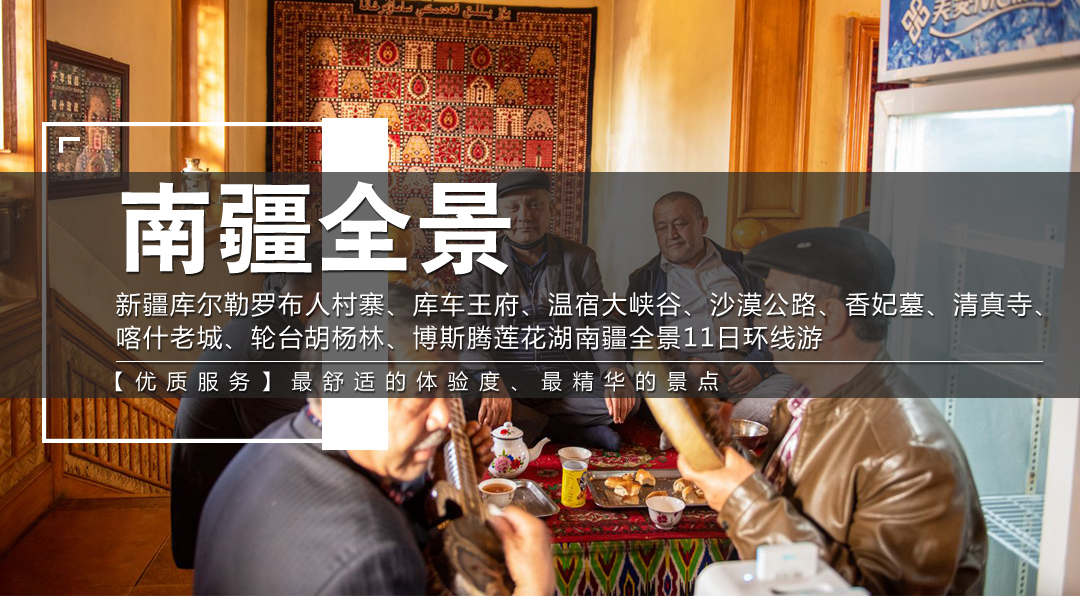 南疆全景
新疆库尔勒罗布人村寨、库车王府、温宿大峡谷、沙漠公路、香妃墓、清真寺、
喀什老城、轮台胡杨林、博斯腾莲花湖南疆全景11日环线游
【优质服务】最舒适的体验度、最精华的景点